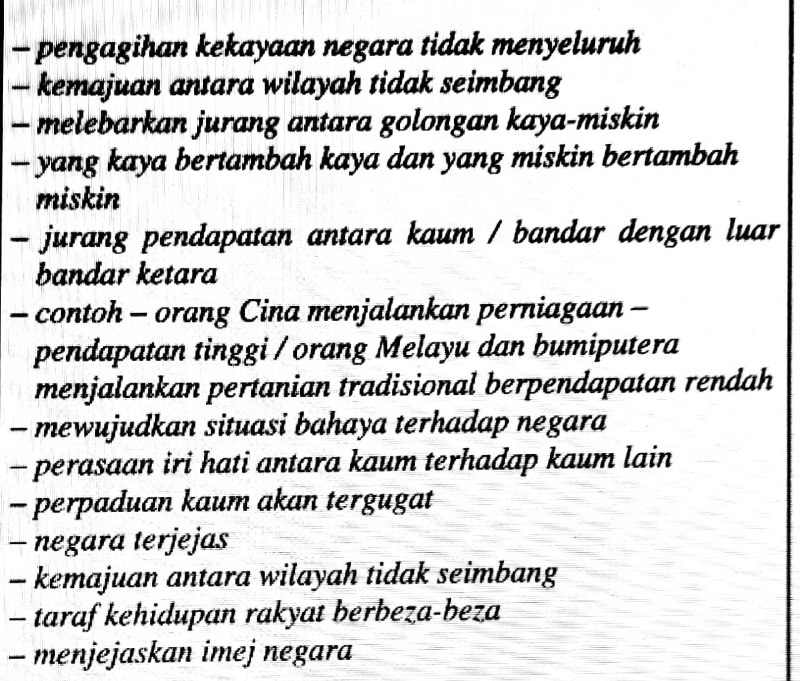 – pengagihan kekayaan negara tidak menyeluruh
– kemajuan antara wilayah tidak seimbang
– melebarkan jurang antara golongan kaya-miskin
– yang kaya bertambah kaya dan yang miskin bertambah
miskin
– jurang pendapatan antara kaum / bandar dengan luar
bandar ketara
– contoh – orang Cina menjalankan perniagaan –
pendapatan tinggi / orang Melayu dan bumiputera
menjalankan pertanian tradisional berpendapatan rendah
– mewujudkan situasi bahaya terhadap negara
– perasaan iri hati antara kaum terhadap kaum lain
– perpaduan kaum akan tergugat
– negara terjejas
– kemajuan antara wilayah tidak seimbang
– taraf kehidupan rakyat berbeza-beza
– menjejaskan imej negara